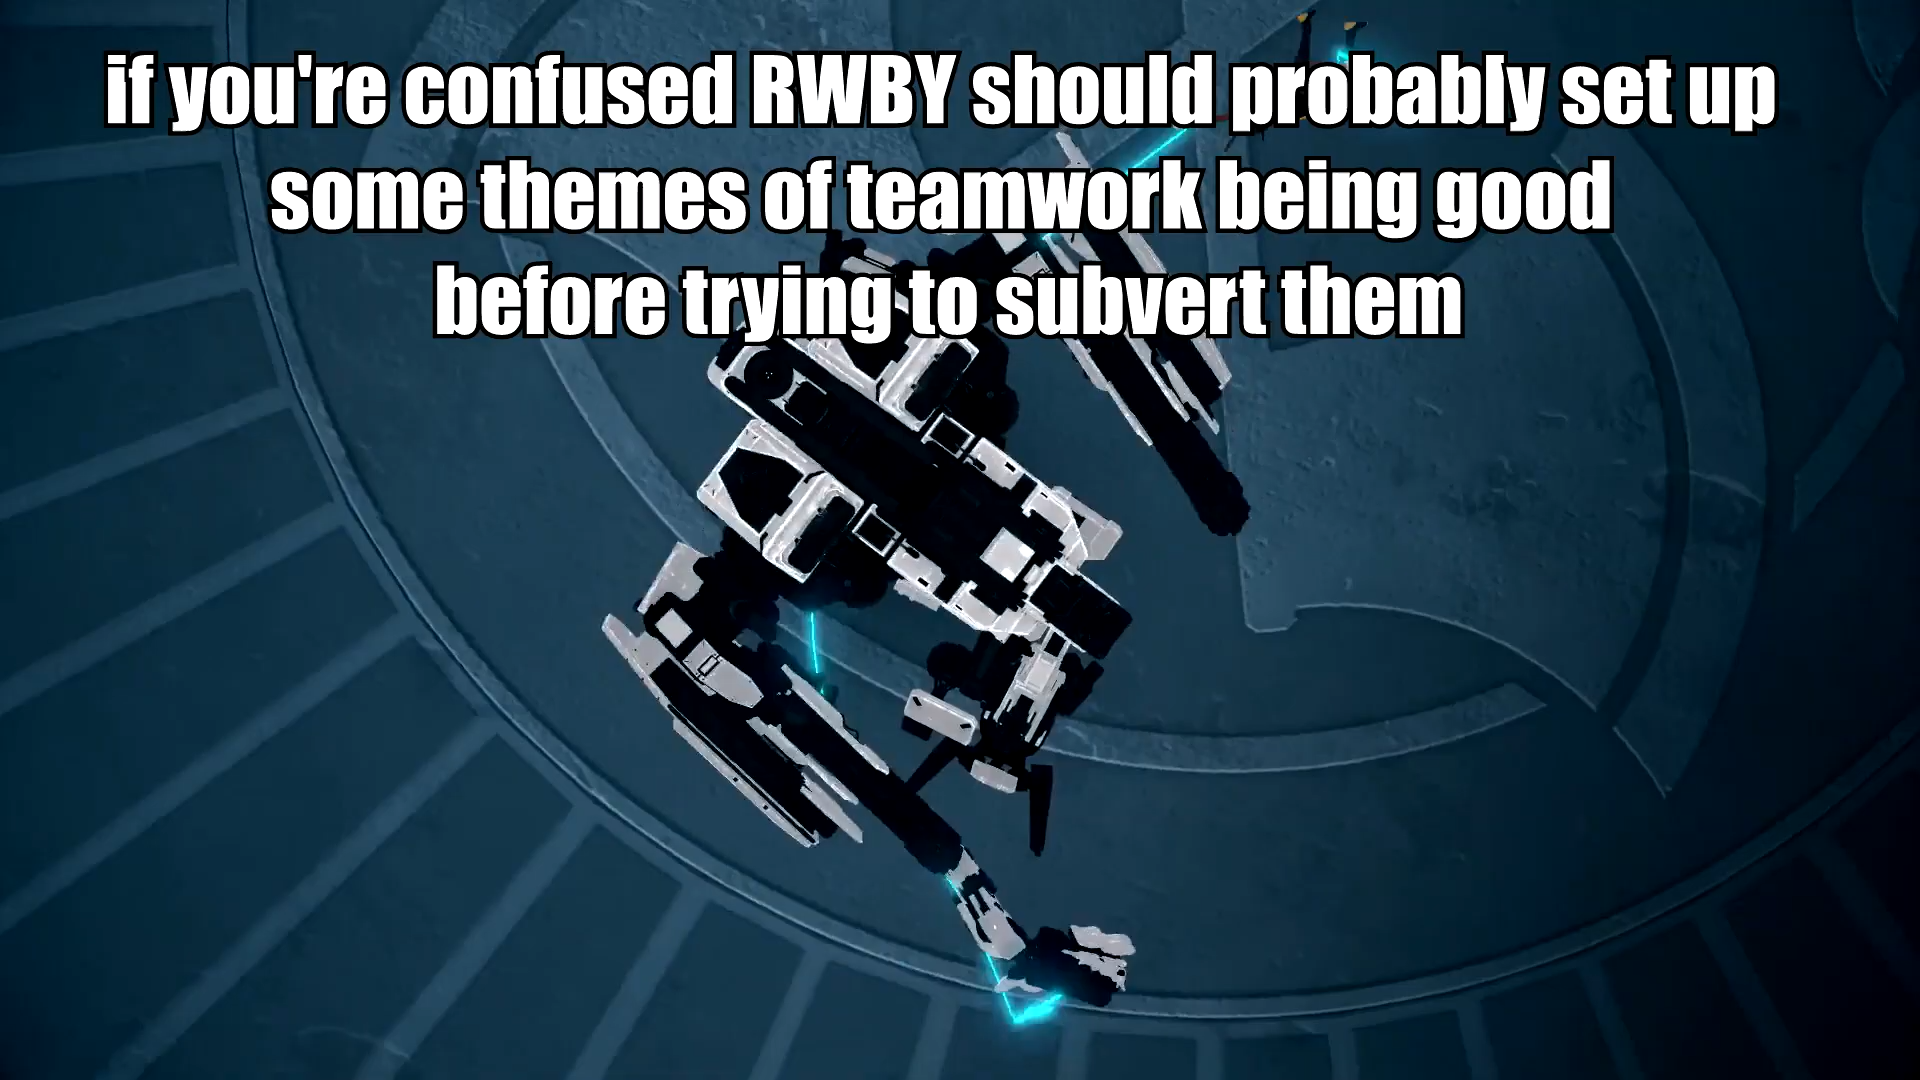 if you're confused RWBY should probably set up
some themes of teamwork being good
before trying to subvert them